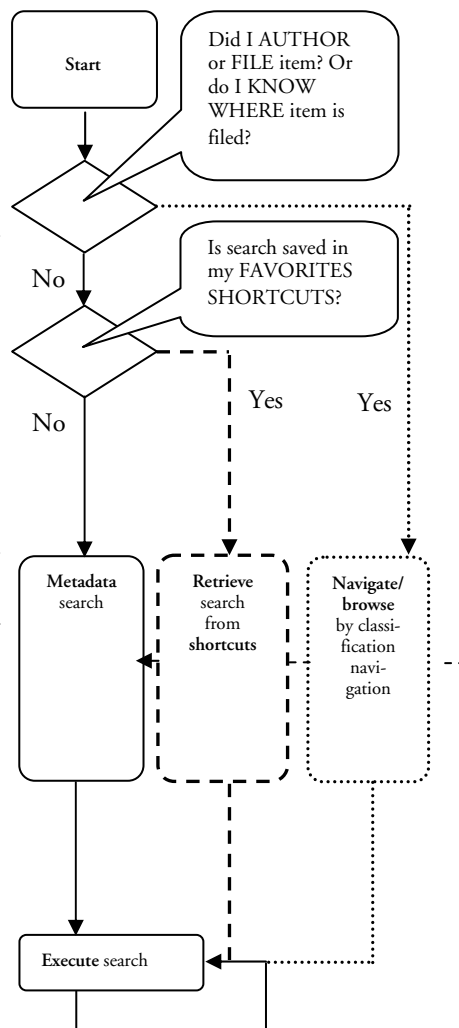 Start
Did I AUTHOR
or FILE item? Or
do I KNOW
WHERE item is
filed?
No
Is search saved in
my FAVORITES
SHORTCUTS?
No
Yes
Yes
Metadata
search
Retrieve
search
from
shortcuts
Navigate/
browse
by classi-
fication
navi-
gation
Execute search